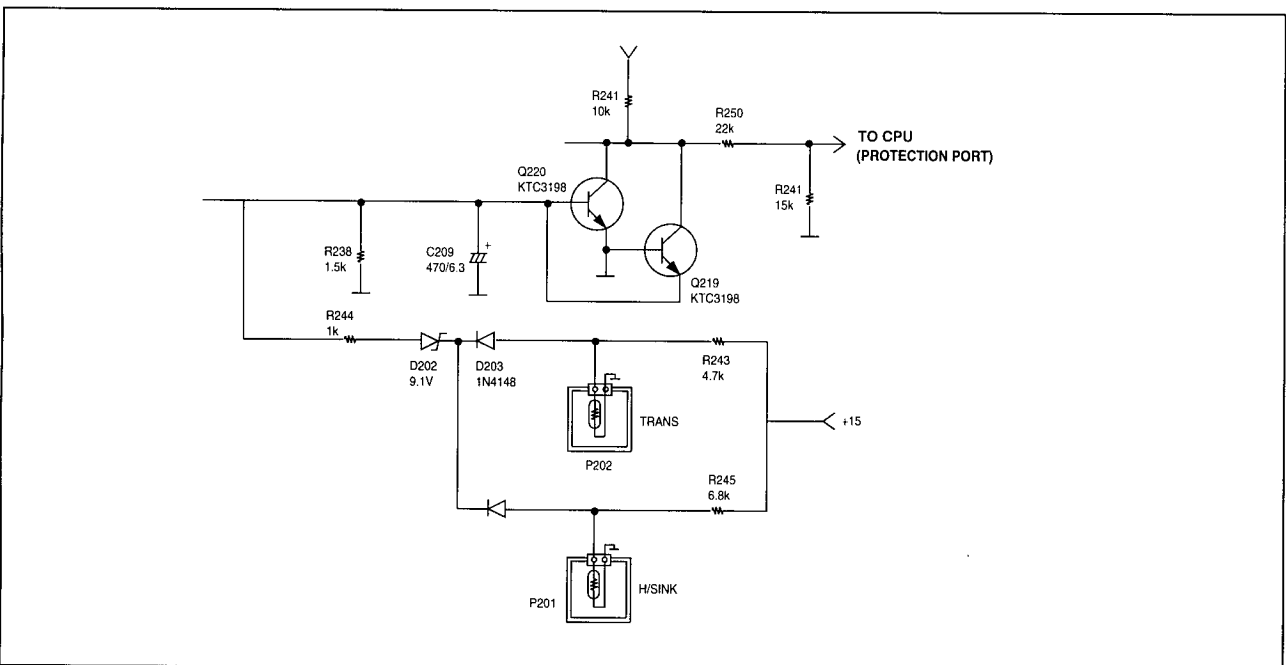 R241
10k
R250
22k
TO CPU
(PROTECTION PORT)
Q220
KTC3198
R241
15k
R238
1.5k
C209
470/6.3
+
Q219
KTC3198
R244
1k
D202
9.1V
D203
1N4148
R243
4.7k
TRANS
+15
P202
R245
6.8k
H/SINK
P201